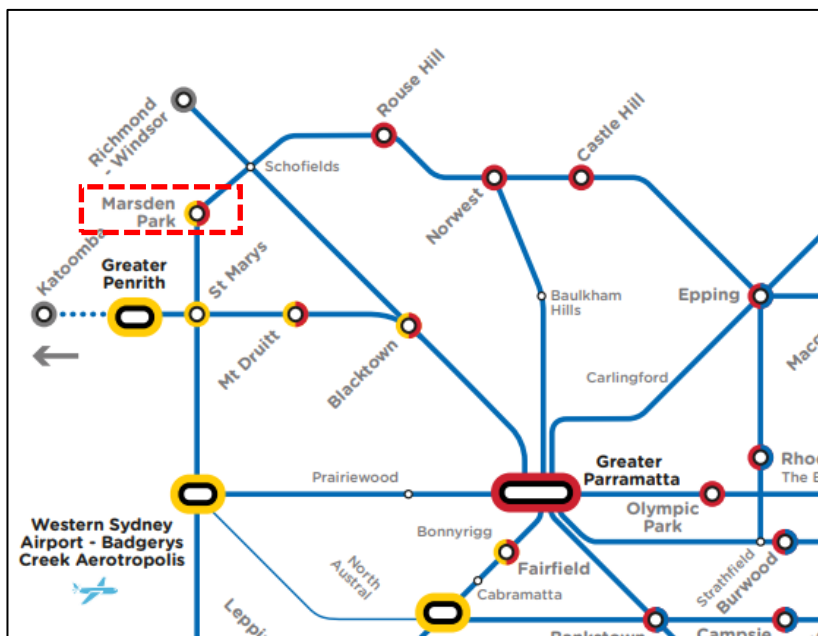 Richmond
- Windsor
Rouse Hill
Castle Hill
Schofields
Marsden
Park
Norwest
Katoomba
Greater
Penrith
St Marys
Baulkham
Hills
Epping
Mt Druitt
Blacktown
Carlingford
Prairiewood
Greater
Parramatta
Olympic
Park
Western Sydney
Airport - Badgerys
Creek Aerotropolis
Bonnyrigg
Fairfield
Cabramatta
North
Austral
Strathfield
Burwood